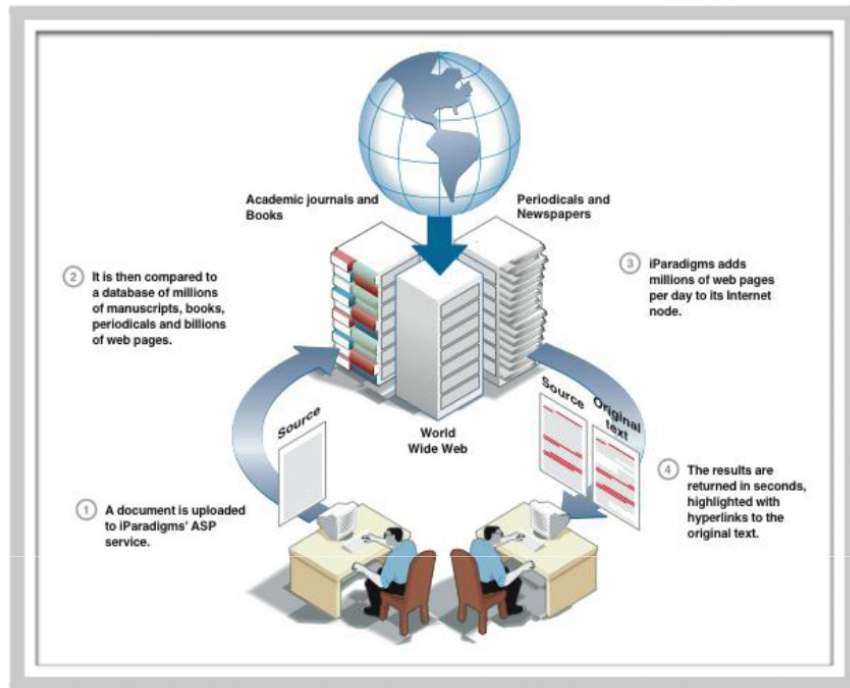 Academic journals and
Books
Periodicals and
Newspapers
2 It is then compared to
a database of millions
of manuscripts, books,
periodicals and billions
of web pages.
3 iParadigms adds
millions of web pages
per day to its Internet
node.
Source
Source
Original
text
World
Wide Web
1 A document is uploaded
to iParadigms' ASP
service.
4 The results are
returned in seconds,
highlighted with
hyperlinks to the
original text.